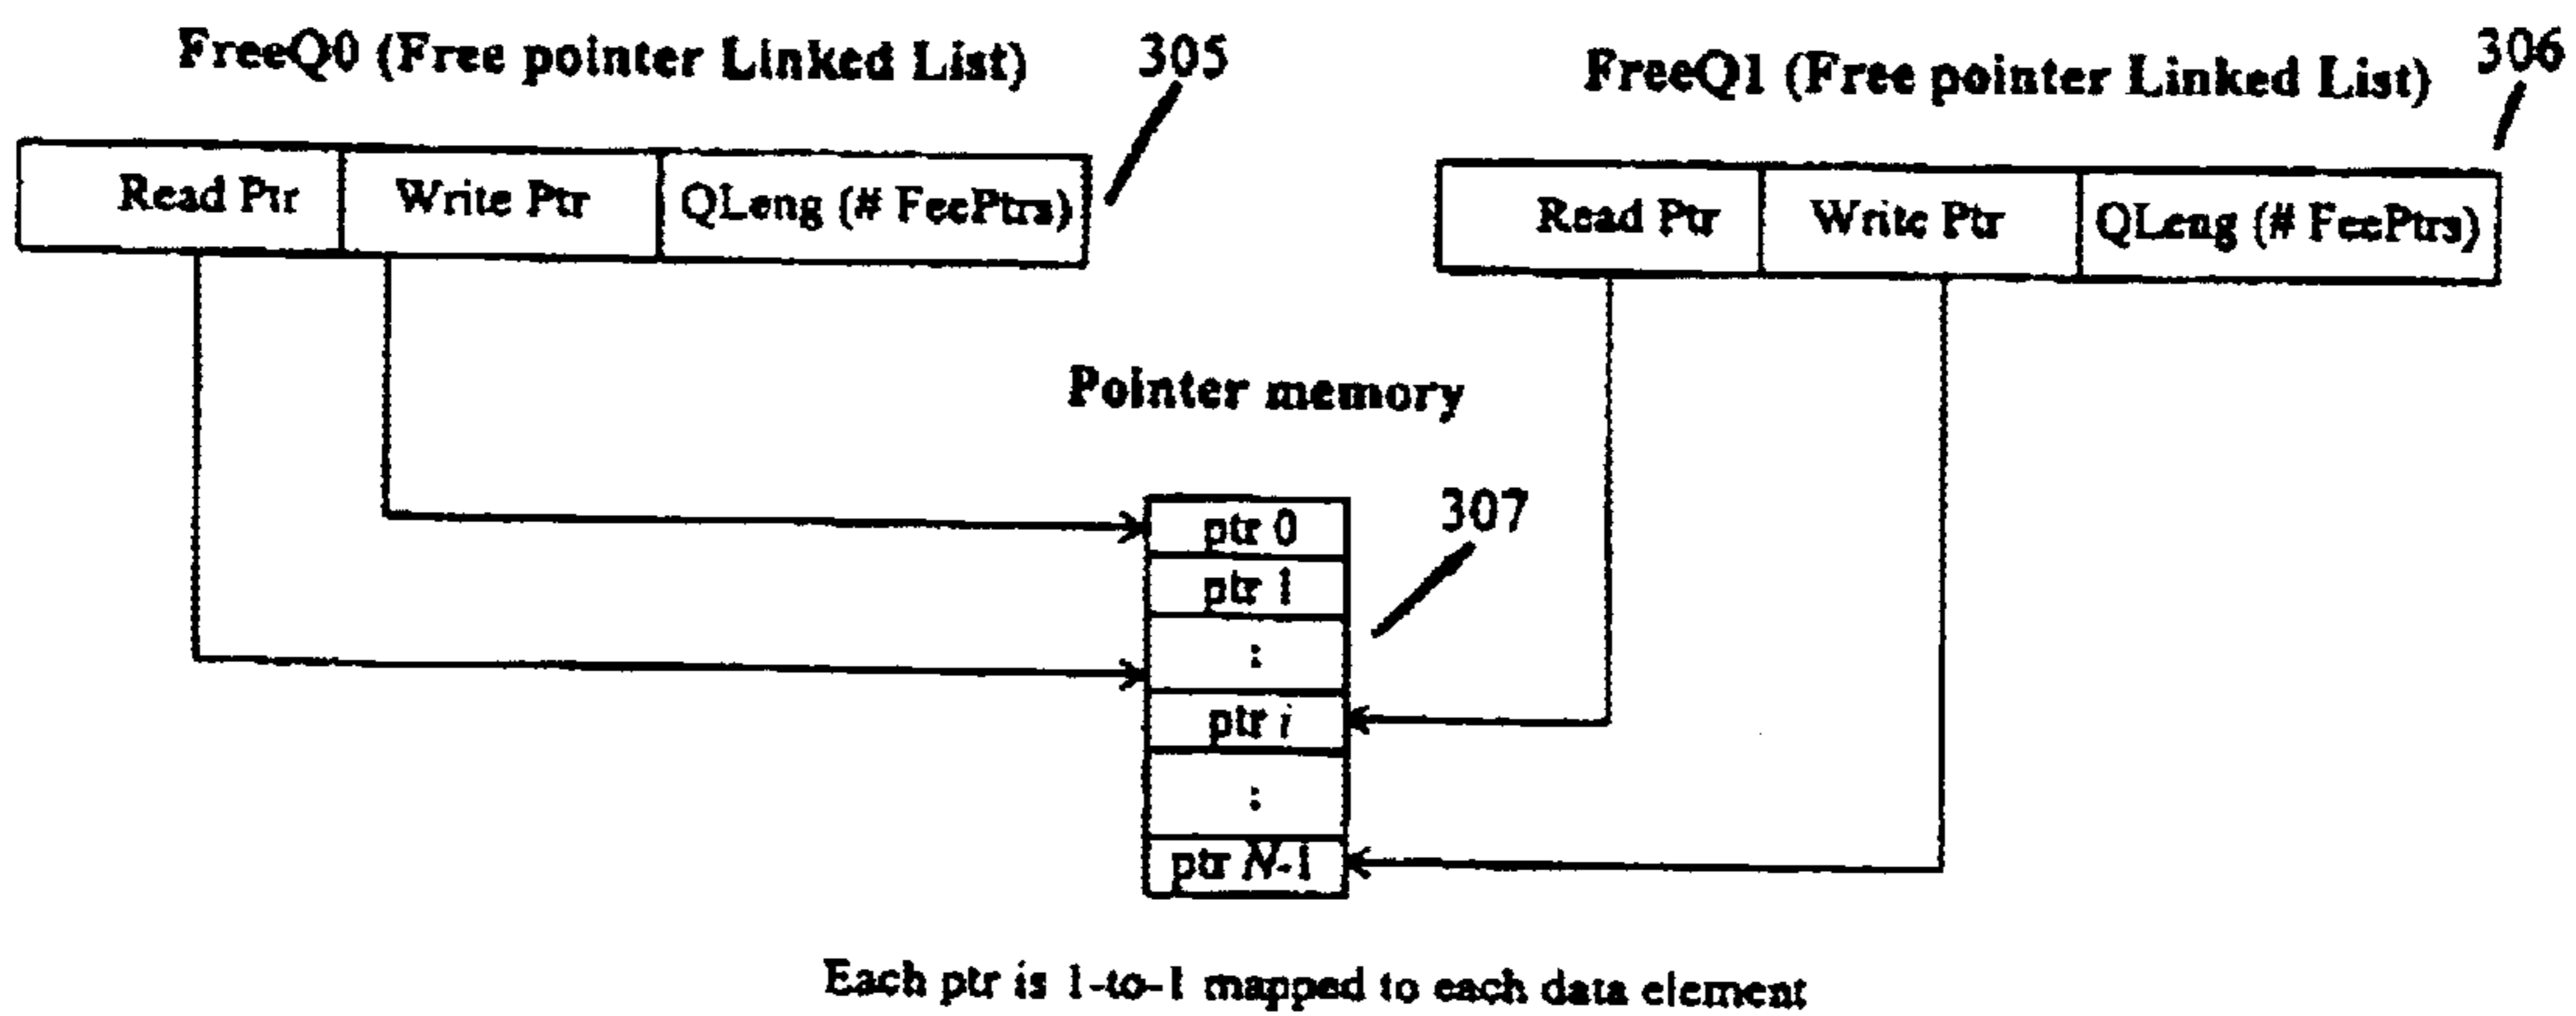 FreeQ0 (Free pointer Linked List) 305
FreeQ1 (Free pointer Linked List) 306
Read Ptr Write Ptr QLeng (# FeePtrs)
Read Ptr Write Ptr QLeng (# FeePtrs)
Pointer memory
307
ptr 0
ptr 1
:
ptr i
:
ptr N-1
Each ptr is 1-to-1 mapped to each data element